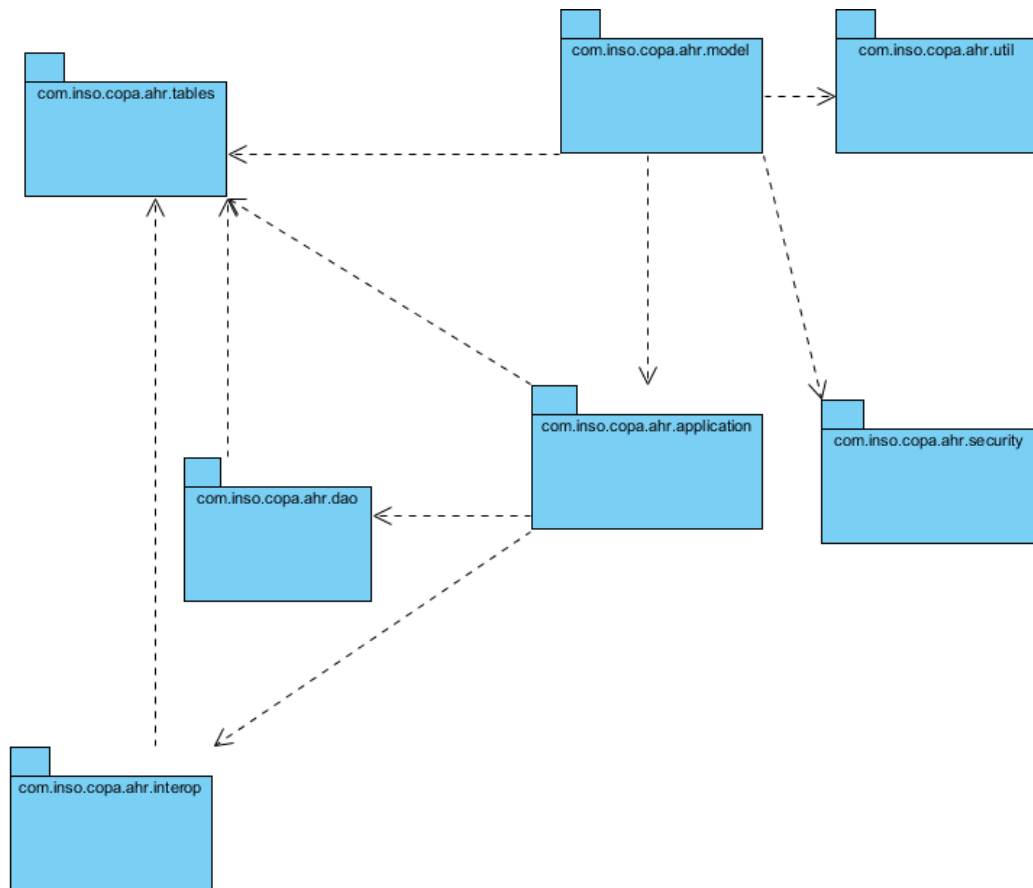 com.inso.copa.ahr.model
com.inso.copa.ahr.util
com.inso.copa.ahr.tables
com.inso.copa.ahr.application
com.inso.copa.ahr.security
com.inso.copa.ahr.dao
com.inso.copa.ahr.interop